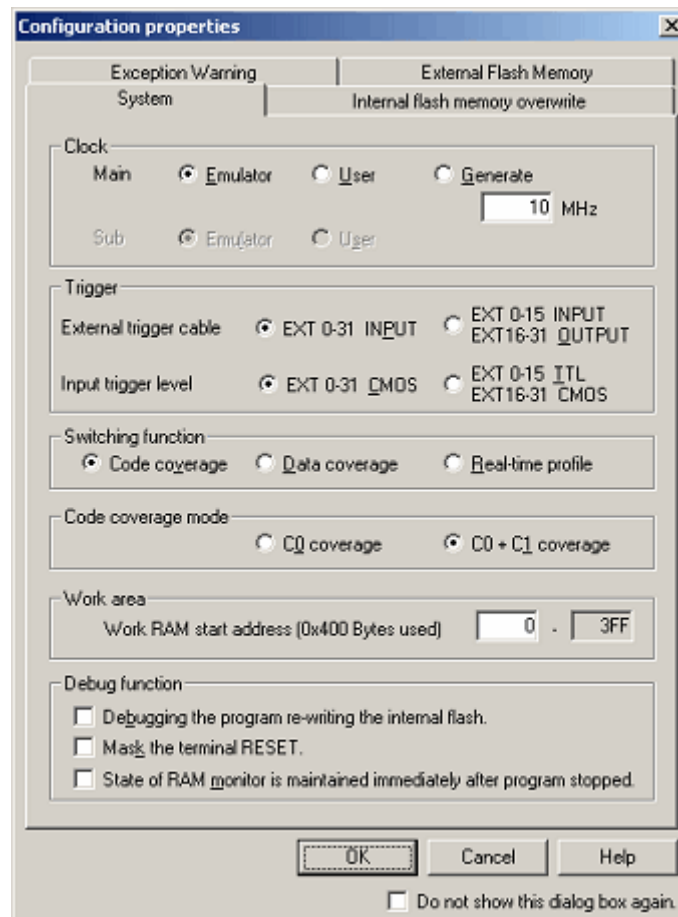 Configuration properties
Exception Warning
External Flash Memory
System
Internal flash memory overwrite
Clock
Main Emulator User Generate
10 MHz
Sub Emulator User
Trigger
External trigger cable EXT 0-31 INPUT EXT 0-15 INPUT
EXT16-31 OUTPUT
Input trigger level EXT 0-31 CMOS EXT 0-15 TTL
EXT16-31 CMOS
Switching function
Code coverage Data coverage Real-time profile
Code coverage mode
C0 coverage C0 + C1 coverage
Work area
Work RAM start address (0x400 Bytes used) 0 - 3FF
Debug function
Debugging the program re-writing the internal flash.
Mask the terminal RESET.
State of RAM monitor is maintained immediately after program stopped.
OK Cancel Help
Do not show this dialog box again.